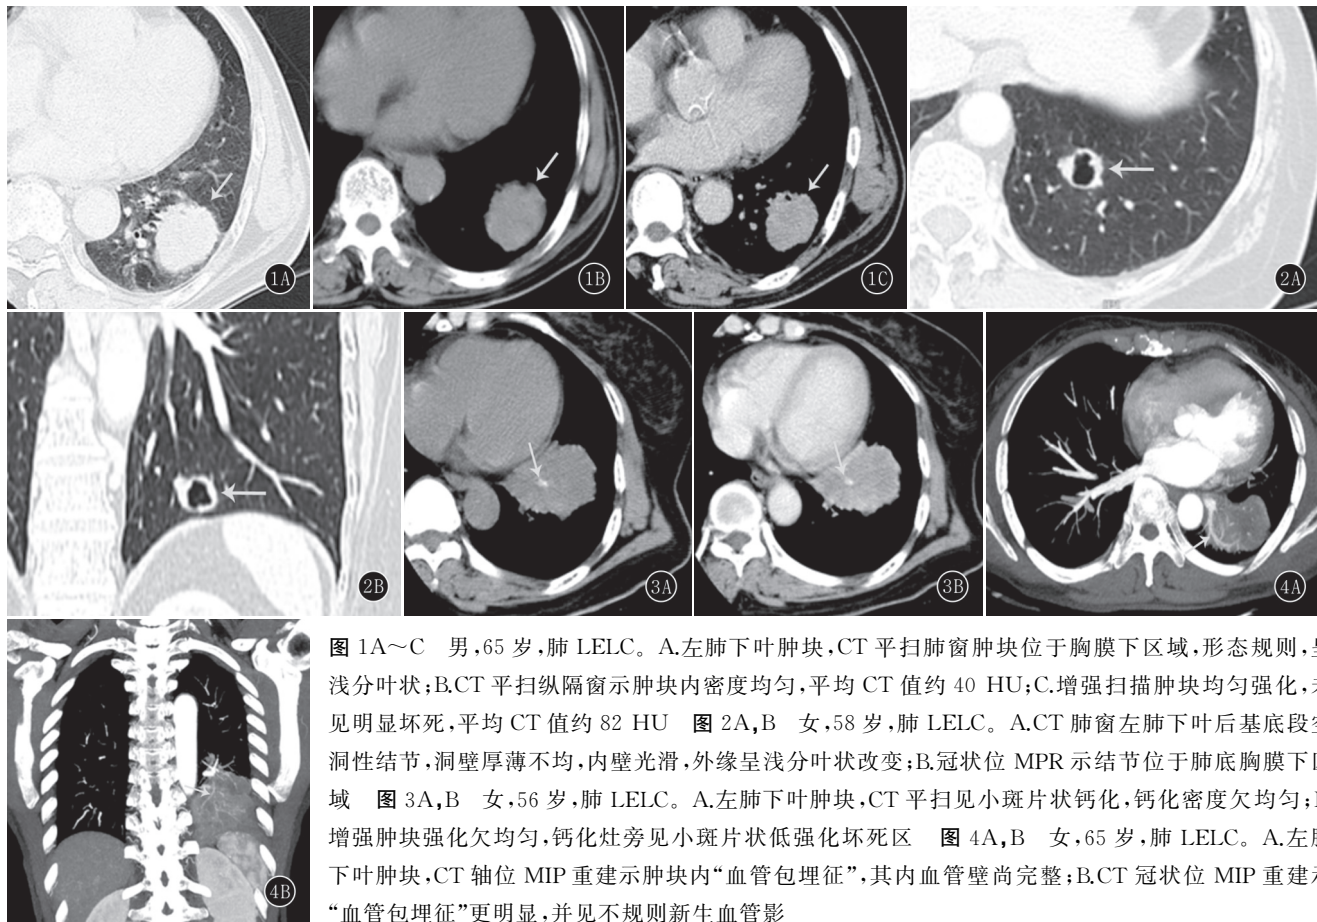 1A
1B
1C
2A
2B
3A
3B
4A
4B
图 1A～C 男,65 岁,肺 LELC。A.左肺下叶肿块,CT 平扫肺窗肿块位于胸膜下区域,形态规则,
浅分叶状;B.CT 平扫纵隔窗示肿块内密度均匀,平均 CT 值约 40 HU;C.增强扫描肿块均匀强化,
见明显坏死,平均 CT 值约 82 HU 图 2A,B 女,58 岁,肺 LELC。A.CT 肺窗左肺下叶后基底段
洞性结节,洞壁厚薄不均,内壁光滑,外缘呈浅分叶状改变;B.冠状位 MPR 示结节位于肺底胸膜下
域 图 3A,B 女,56 岁,肺 LELC。A.左肺下叶肿块,CT 平扫见小斑片状钙化,钙化密度欠均匀;
增强肿块强化欠均匀,钙化灶旁见小斑片状低强化坏死区 图 4A,B 女,65 岁,肺 LELC。A.左
下叶肿块,CT 轴位 MIP 重建示肿块内“血管包埋征”,其内血管壁尚完整;B.CT 冠状位 MIP 重建
“血管包埋征”更明显,并见不规则新生血管影